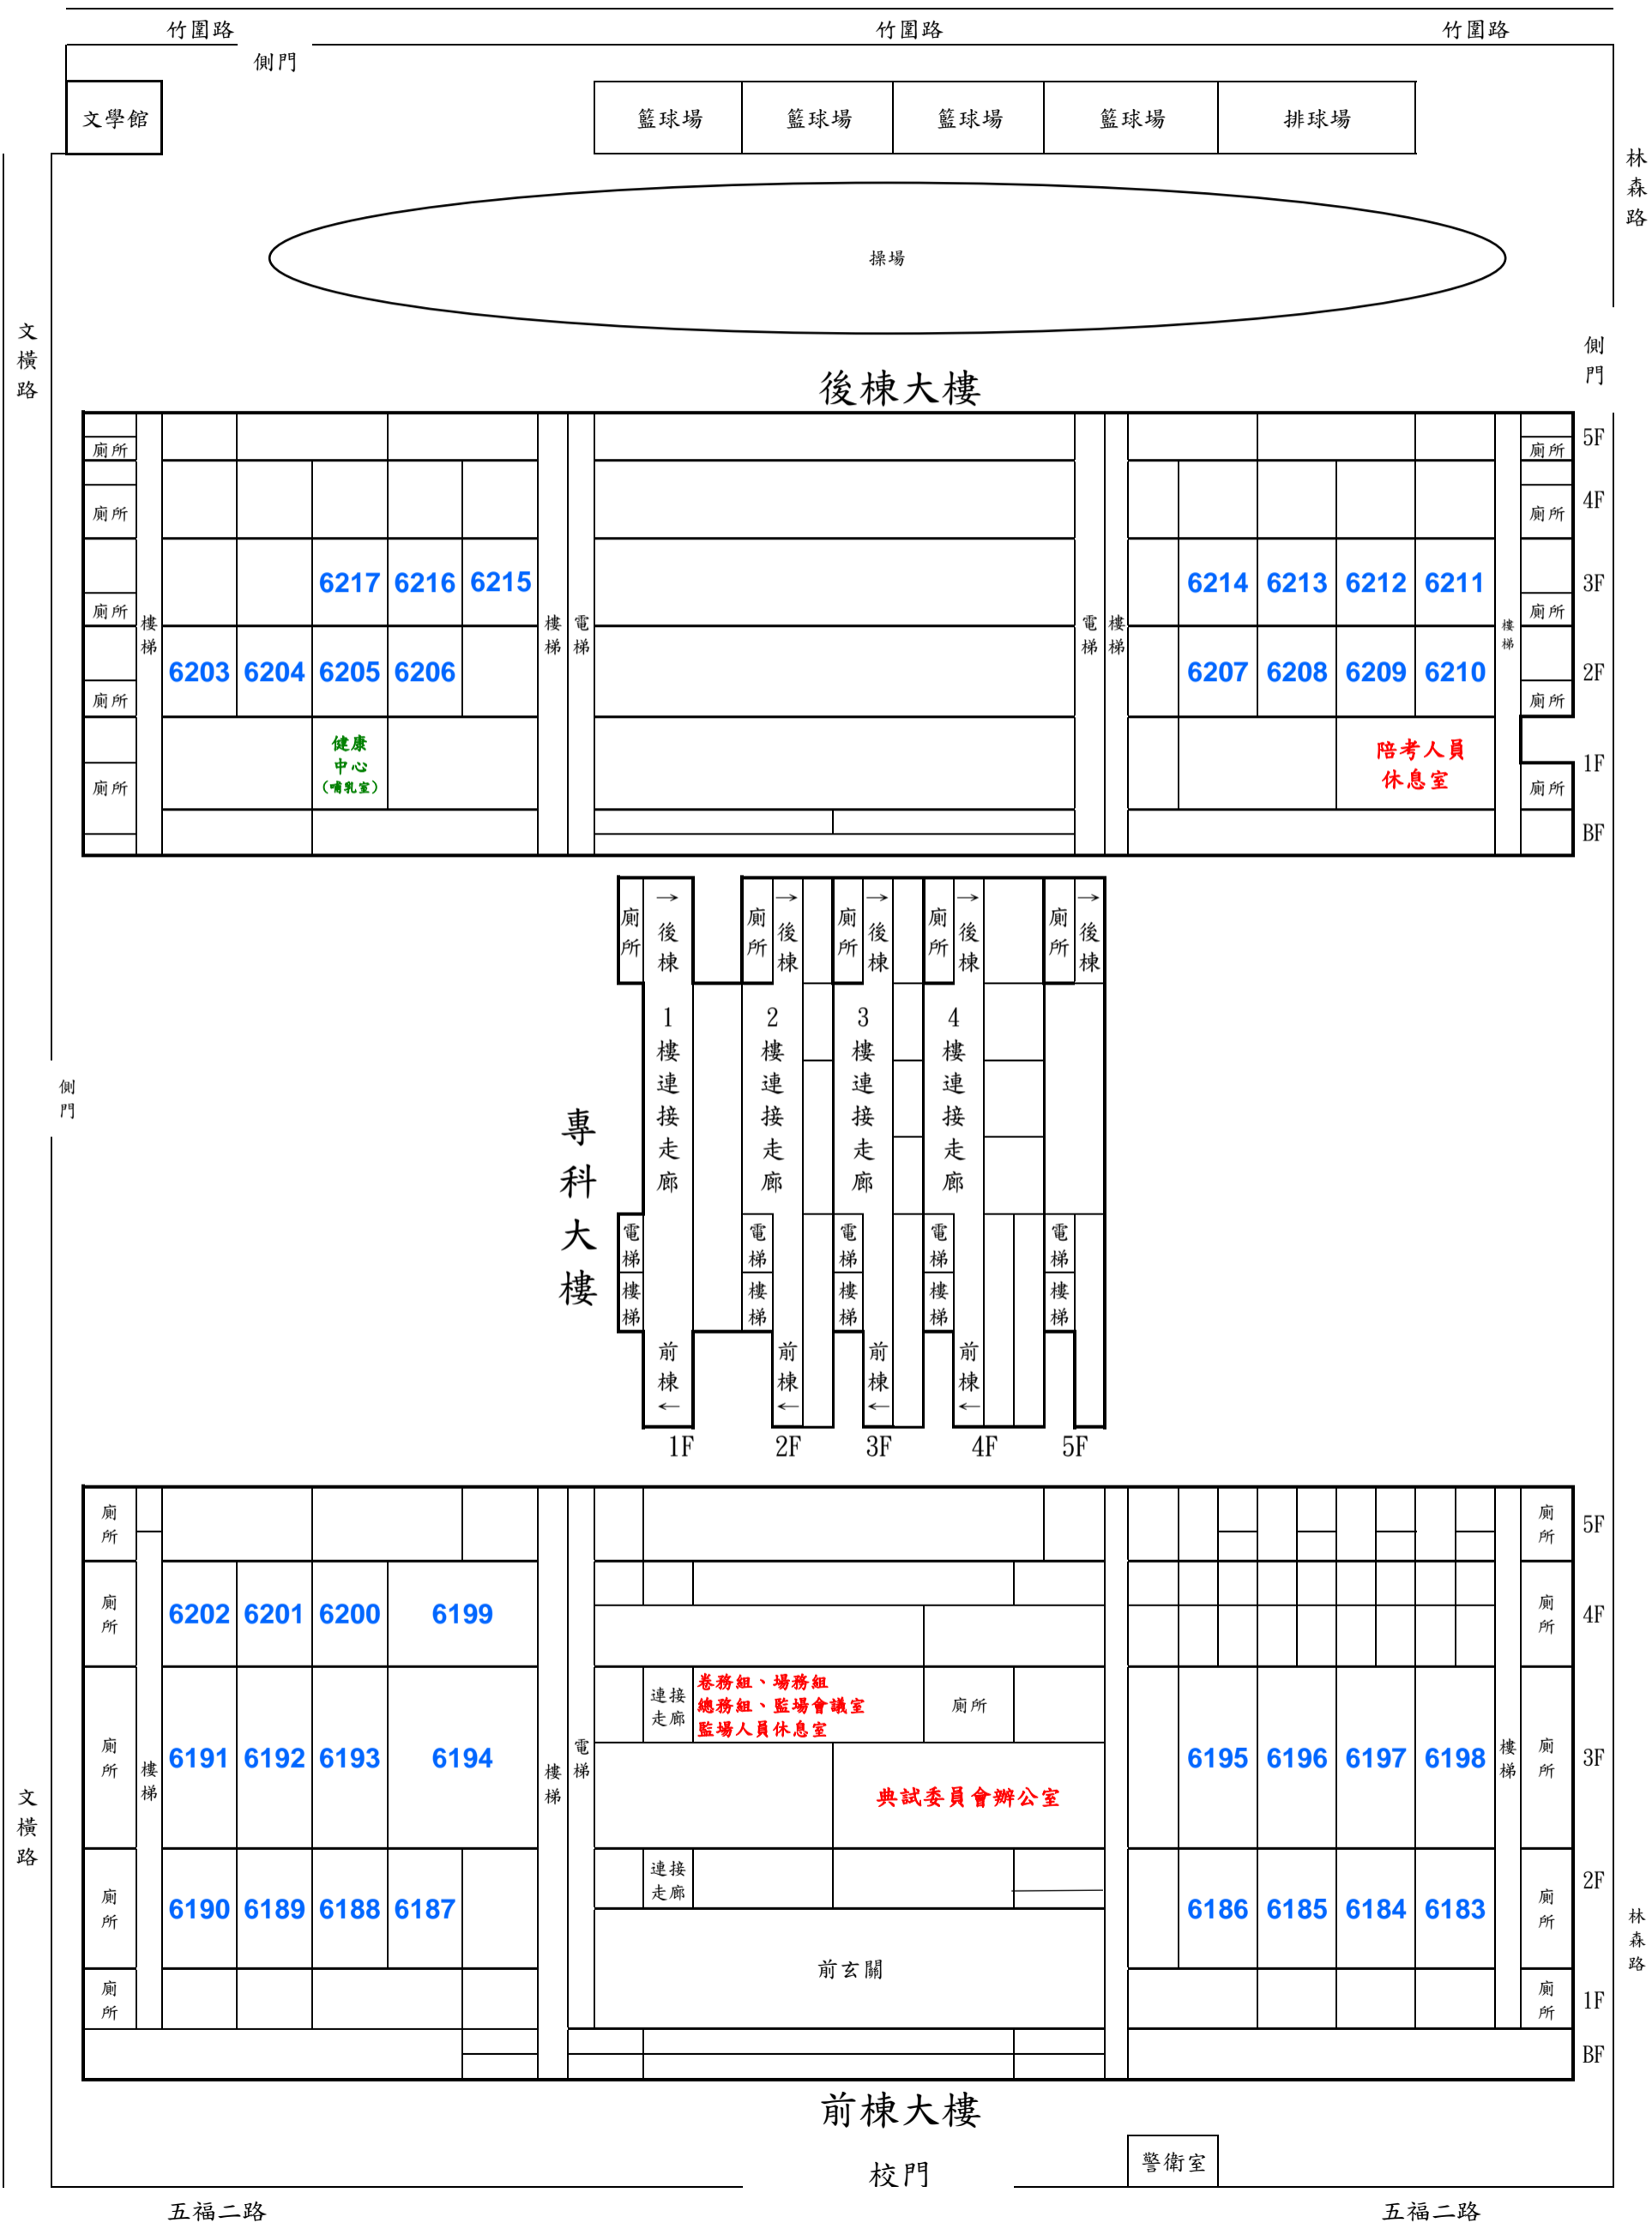 竹圍路 竹圍路 竹圍路
側門
文學館 籃球場 籃球場 籃球場 籃球場 排球場
林森路
操場
文橫路
側門
後棟大樓
廁所 廁所 5F
廁所 廁所 4F
6217 6216 6215 6214 6213 6212 6211 3F
廁所 廁所
樓梯 樓梯 電梯 電梯 樓梯 樓梯
6203 6204 6205 6206 6207 6208 6209 6210 2F
廁所 廁所
健康
中心
(哺乳室)
陪考人員
休息室
1F
廁所 廁所
BF
廁所 →後棟 廁所 →後棟 廁所 →後棟 廁所 →後棟 廁所 →後棟
1樓連接走廊 2樓連接走廊 3樓連接走廊 4樓連接走廊
側門
專科大樓
電梯 電梯 電梯 電梯 電梯
樓梯 樓梯 樓梯 樓梯 樓梯
前棟← 前棟← 前棟← 前棟←
1F 2F 3F 4F 5F
廁所 廁所 5F
廁所 6202 6201 6200 6199 廁所 4F
連接
走廊
卷務組、場務組
總務組、監場會議室
監場人員休息室
廁所
廁所 樓梯 6191 6192 6193 6194 樓梯 電梯 6195 6196 6197 6198 樓梯 廁所 3F
典試委員會辦公室
文橫路
連接
走廊
廁所 6190 6189 6188 6187 6186 6185 6184 6183 廁所 2F
林森路
前玄關
廁所 廁所 1F
BF
前棟大樓
校門 警衛室
五福二路 五福二路